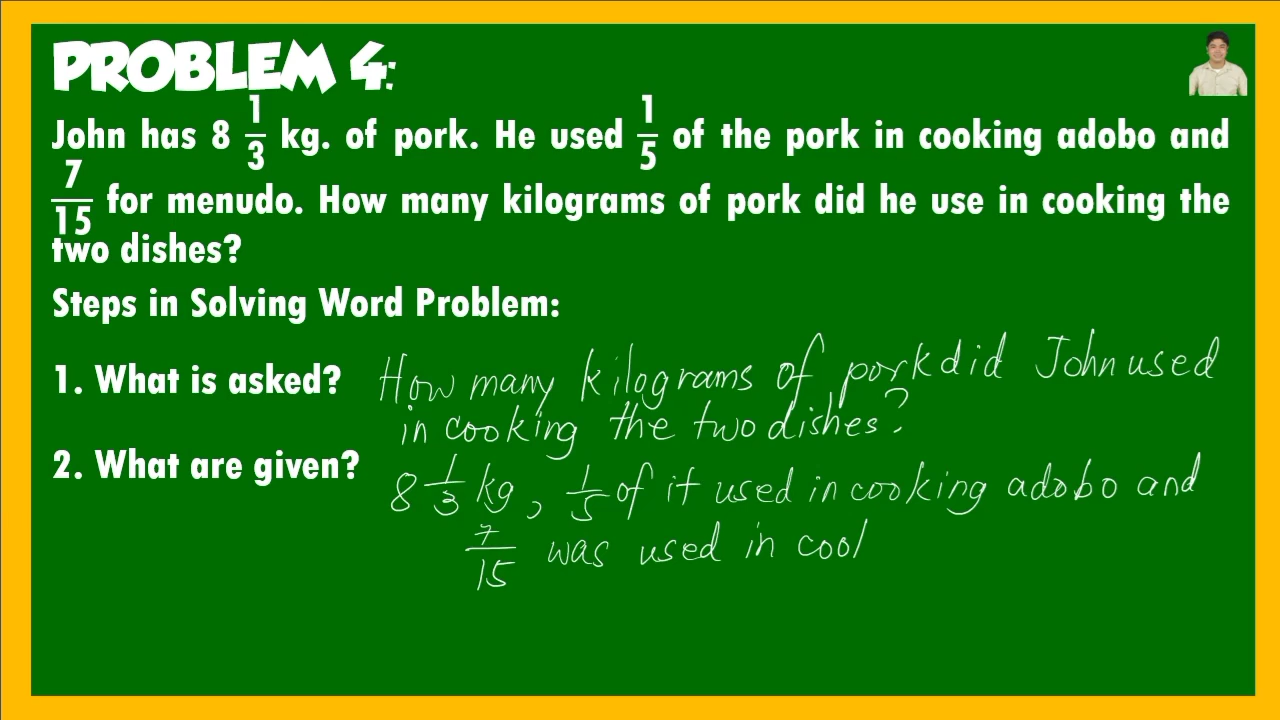 PROBLEM 4:
John has 8 1/3 kg. of pork. He used 1/5 of the pork in cooking adobo and
7/15 for menudo. How many kilograms of pork did he use in cooking the
two dishes?
Steps in Solving Word Problem:
1. What is asked? How many kilograms of pork did John used
in cooking the two dishes?
2. What are given?
8 1/3 kg, 1/5 of it used in cooking adobo and
7/15 was used in cool